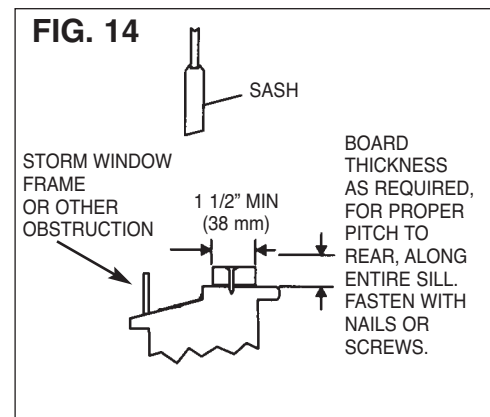 FIG. 14
SASH
STORM WINDOW
FRAME
OR OTHER
OBSTRUCTION
1 1/2” MIN
(38 mm)
BOARD
THICKNESS
AS REQUIRED,
FOR PROPER
PITCH TO
REAR, ALONG
ENTIRE SILL.
FASTEN WITH
NAILS OR
SCREWS.